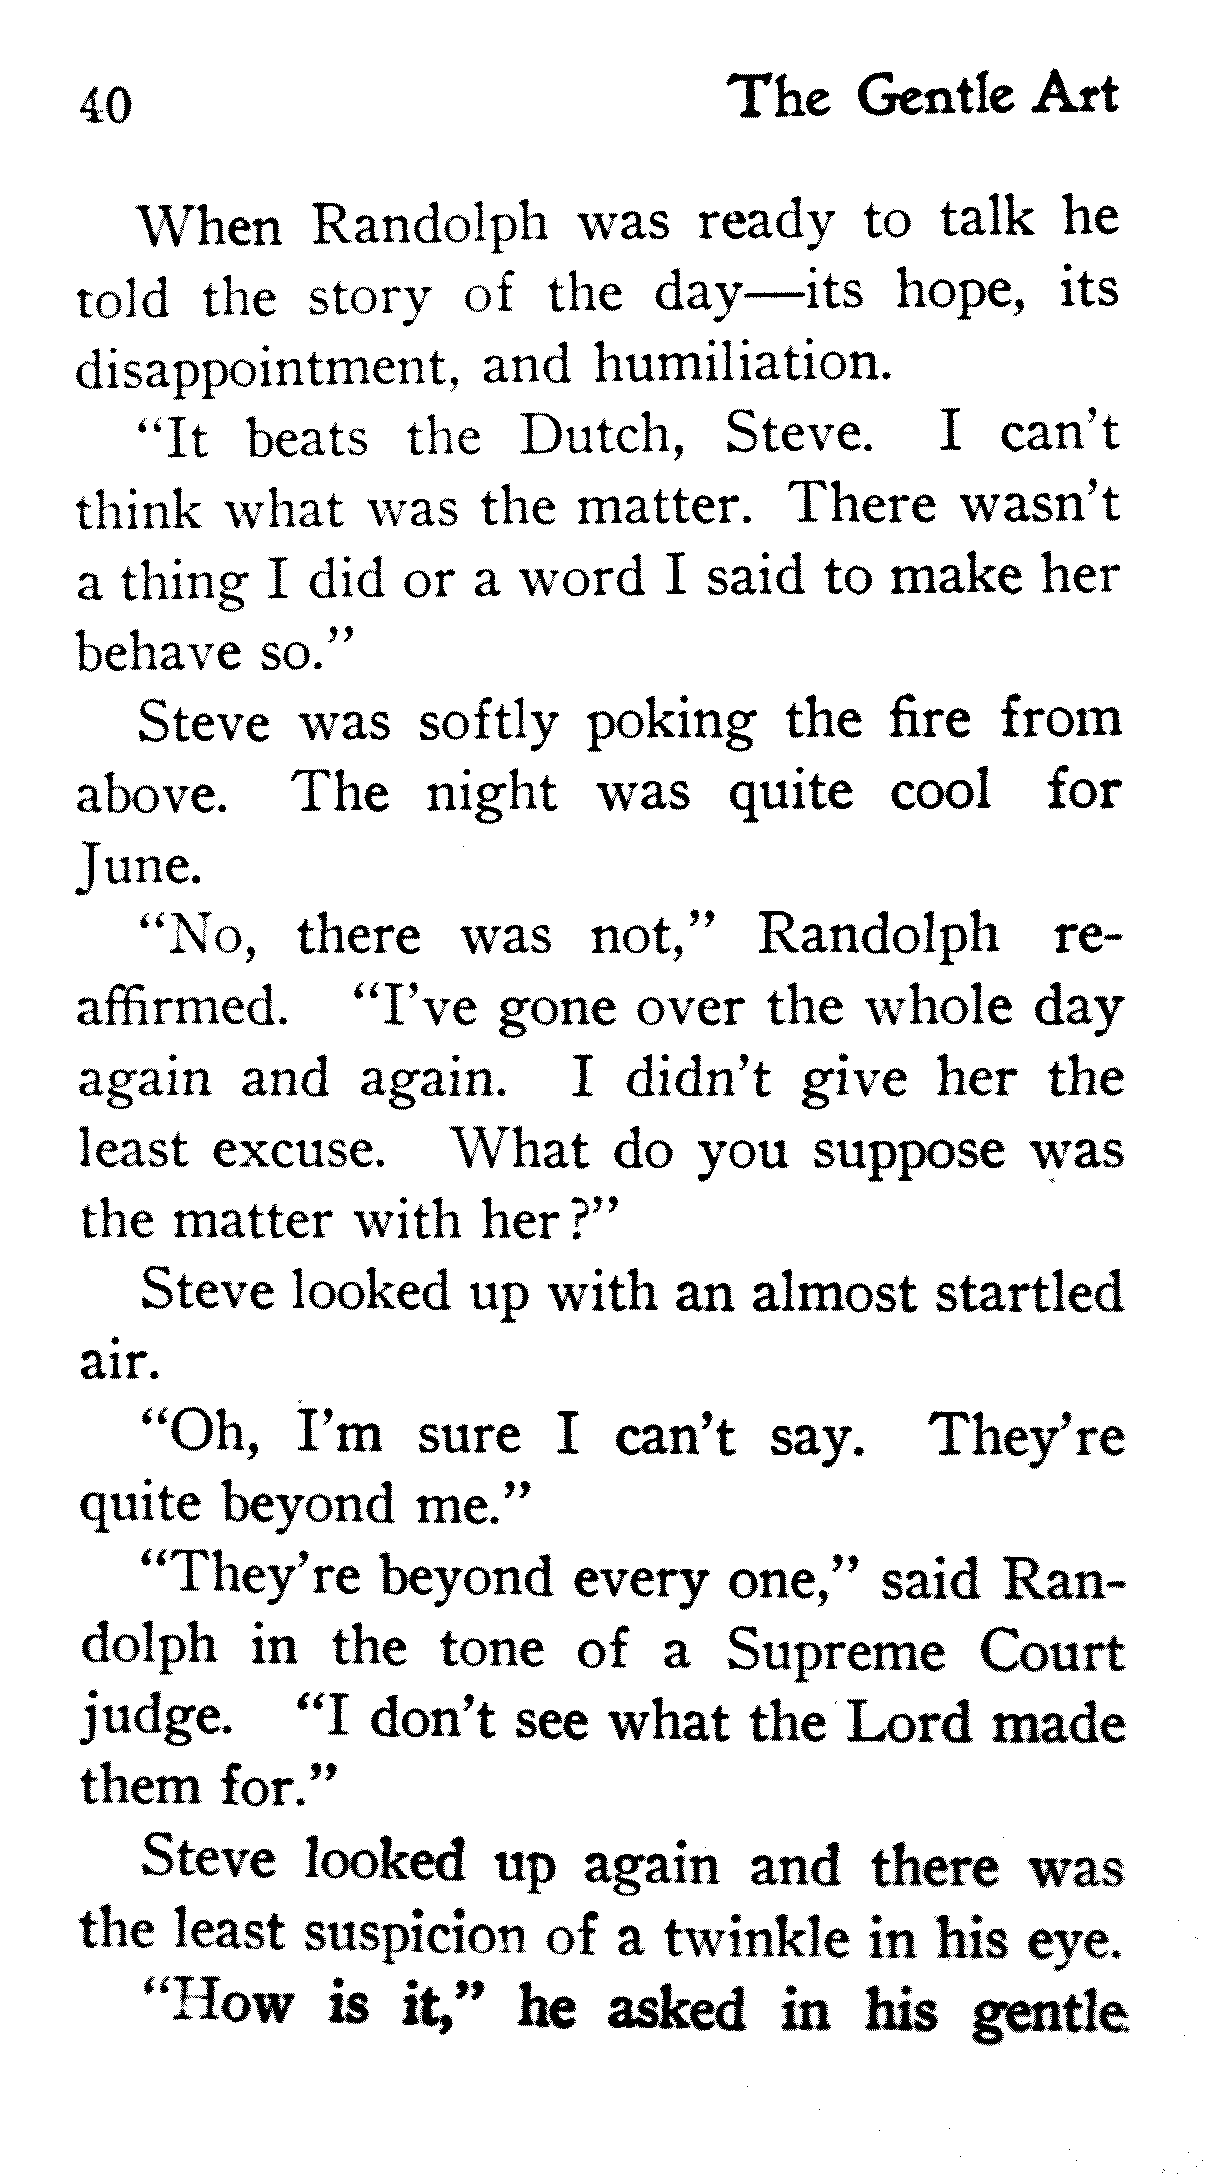 40 The Gentle Art
When Randolph was ready to talk he
told the story of the day—its hope, its
disappointment, and humiliation.
“It beats the Dutch, Steve. I can’t
think what was the matter. There wasn’t
a thing I did or a word I said to make her
behave so.”
Steve was softly poking the fire from
above. The night was quite cool for
June.
“No, there was not,” Randolph re-
affirmed. “I’ve gone over the whole day
again and again. I didn’t give her the
least excuse. What do you suppose was
the matter with her?”
Steve looked up with an almost startled
air.
“Oh, I’m sure I can’t say. They’re
quite beyond me.”
“They’re beyond every one,” said Ran-
dolph in the tone of a Supreme Court
judge. “I don’t see what the Lord made
them for.”
Steve looked up again and there was
the least suspicion of a twinkle in his eye.
“How is it,” he asked in his gentle